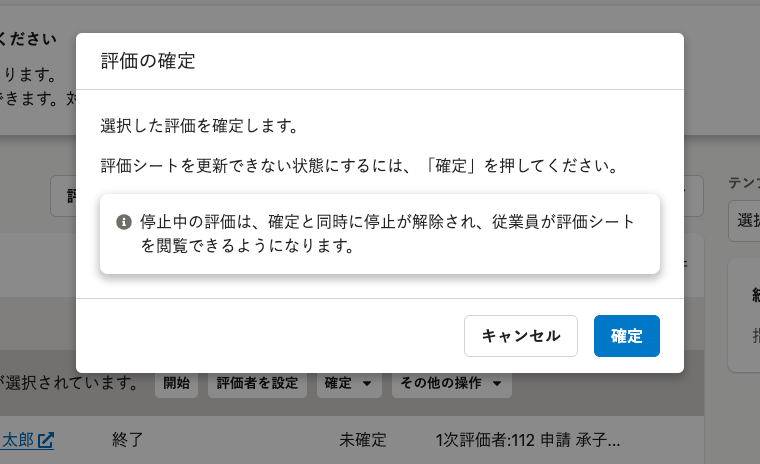 ください
ります。
できます。
評価の確定
選択した評価を確定します。
評価シートを更新できない状態にするには、「確定」を押してください。
停止中の評価は、確定と同時に停止が解除され、従業員が評価シート
を閲覧できるようになります。
キャンセル
確定
テンプ
選択
が選択されています。
開始
評価者を設定
確定
その他の操作
太郎
終了
未確定
1次評価者:112 申請 承子...